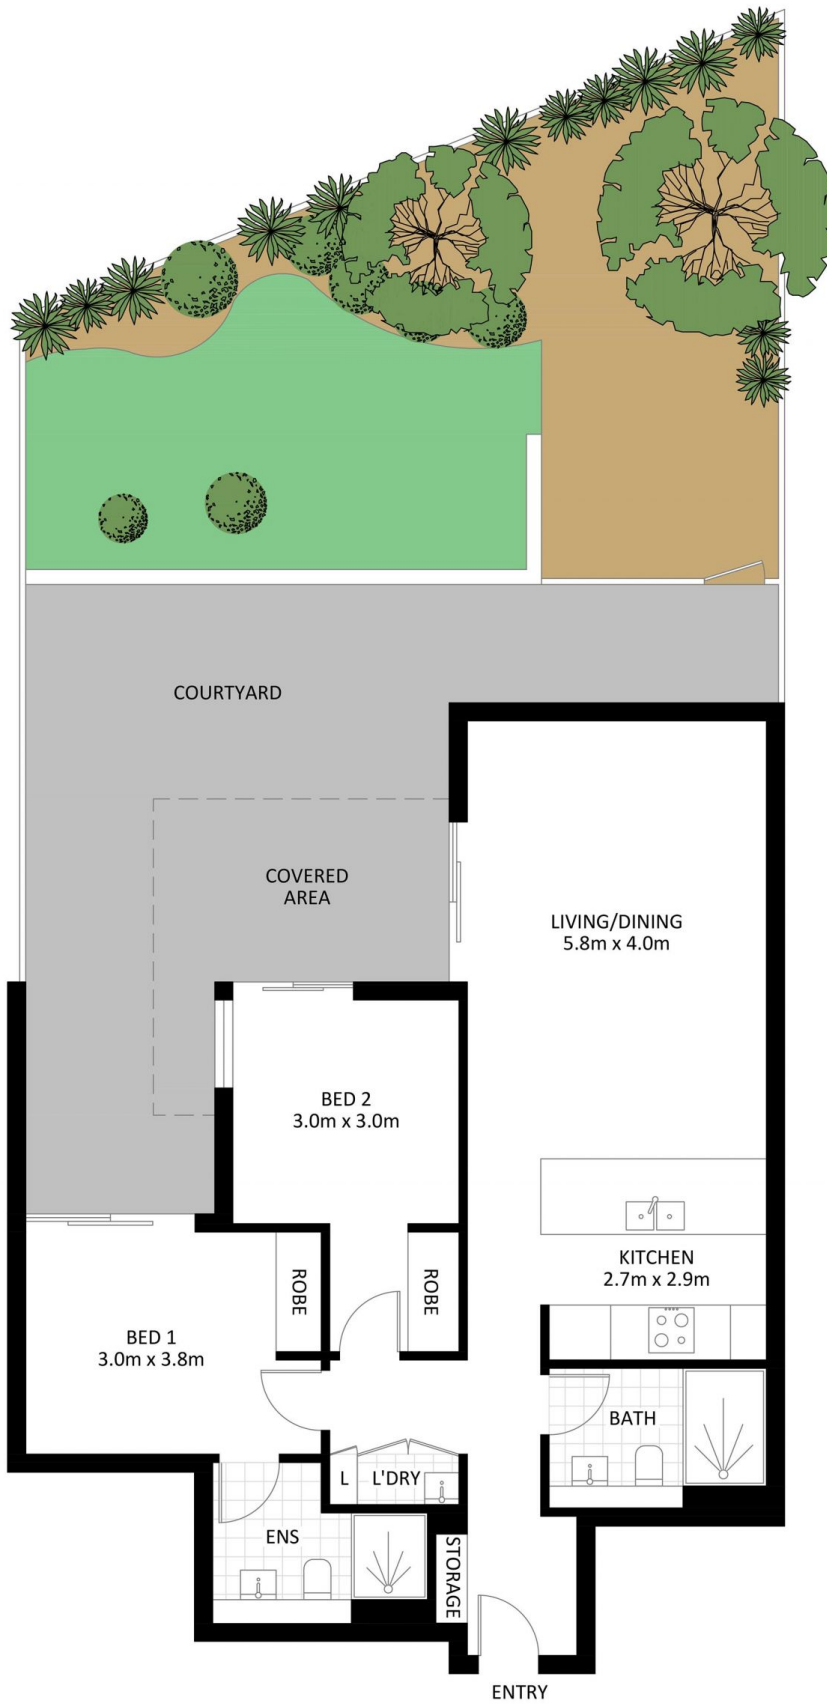 COURTYARD
COVERED
AREA
LIVING/DINING
5.8m x 4.0m
BED 2
3.0m x 3.0m
KITCHEN
2.7m x 2.9m
ROBE
ROBE
BED 1
3.0m x 3.8m
BATH
L
L'DRY
ENS
STORAGE
ENTRY